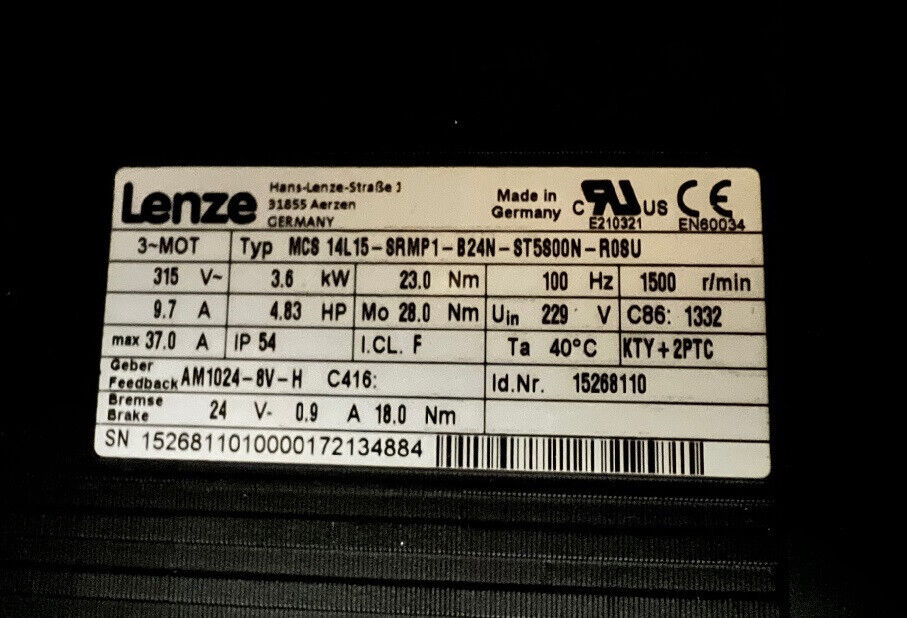 Lenze
Hans-Lenze-Straße 1
31855 Aerzen
GERMANY
Made in
Germany
C RU US CE
E210321 EN60034
3~MOT Typ MCS 14L15-SRMP1-B24N-ST5S00N-R0SU
315 V~ 3.6 kW 23.0 Nm 100 Hz 1500 r/min
9.7 A 4.83 HP Mo 28.0 Nm Uin 229 V C86: 1332
max 37.0 A IP 54 I.CL. F Ta 40°C KTY+2PTC
Geber
Feedback AM1024-8V-H C416: Id.Nr. 15268110
Bremse
Brake 24 V- 0.9 A 18.0 Nm
SN 1526811010000172134884